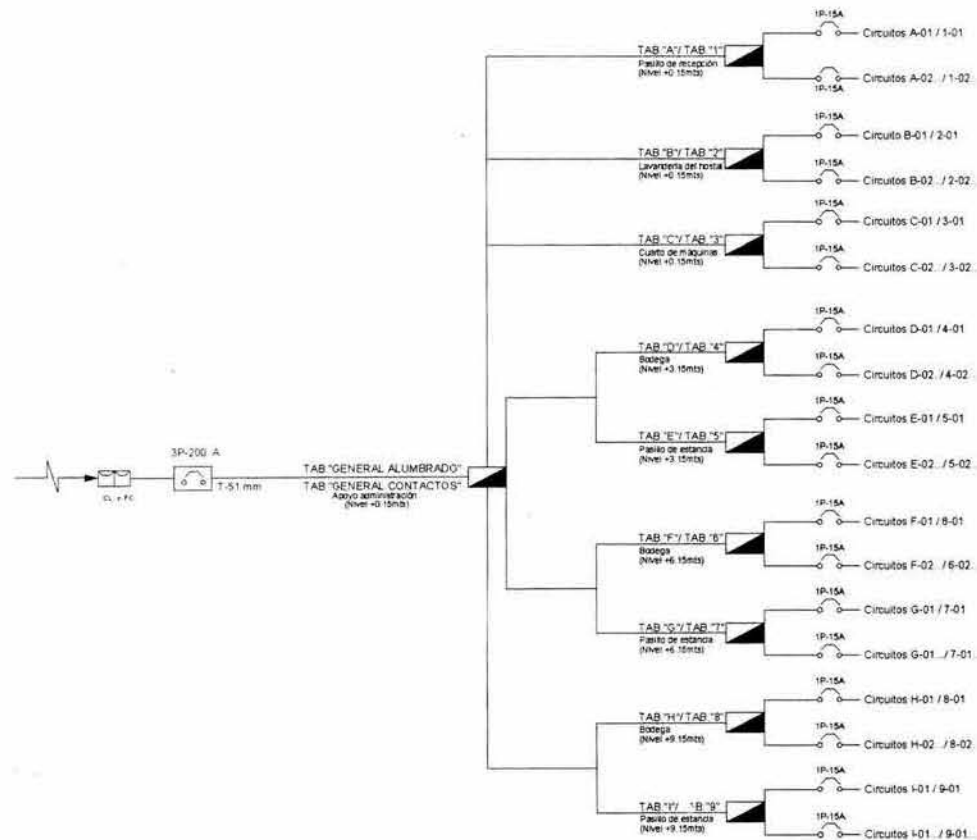 1P-15A
Circuitos A-01 / 1-01
TAB."A"/ TAB."1"
Pasillo de recepción
(Nivel +0.15mts)
Circuitos A-02.. / 1-02..
1P-15A
1P-15A
Circuito B-01 / 2-01
TAB."B"/ TAB."2"
Lavandería del hostal
(Nivel +0.15mts)
1P-15A
Circuitos B-02.. / 2-02..
1P-15A
Circuitos C-01 / 3-01
TAB."C"/ TAB."3"
Cuarto de máquinas
(Nivel +0.15mts)
1P-15A
Circuitos C-02.. / 3-02..
1P-15A
Circuitos D-01 / 4-01
TAB."D"/ TAB."4"
Bodega
(Nivel +3.15mts)
1P-15A
Circuitos D-02.. / 4-02..
1P-15A
Circuitos E-01 / 5-01
TAB."E"/ TAB."5"
Pasillo de estancia
(Nivel +3.15mts)
1P-15A
Circuitos E-02.. / 5-02..
3P-200 A
T-51 mm
TAB."GENERAL ALUMBRADO"
TAB."GENERAL CONTACTOS"
Apoyo administración
(Nivel +0.15mts)
1P-15A
Circuitos F-01 / 6-01
TAB."F"/ TAB."6"
Bodega
(Nivel +6.15mts)
1P-15A
Circuitos F-02.. / 6-02..
1P-15A
Circuitos G-01 / 7-01
TAB."G"/ TAB."7"
Pasillo de estancia
(Nivel +6.15mts)
1P-15A
Circuitos G-01.. / 7-01..
1P-15A
Circuitos H-01 / 8-01
TAB."H"/ TAB."8"
Bodega
(Nivel +9.15mts)
1P-15A
Circuitos H-02.. / 8-02..
1P-15A
Circuitos I-01 / 9-01
TAB."I"/ "9"
Pasillo de estancia
(Nivel +9.15mts)
1P-15A
Circuitos I-01.. / 9-01..